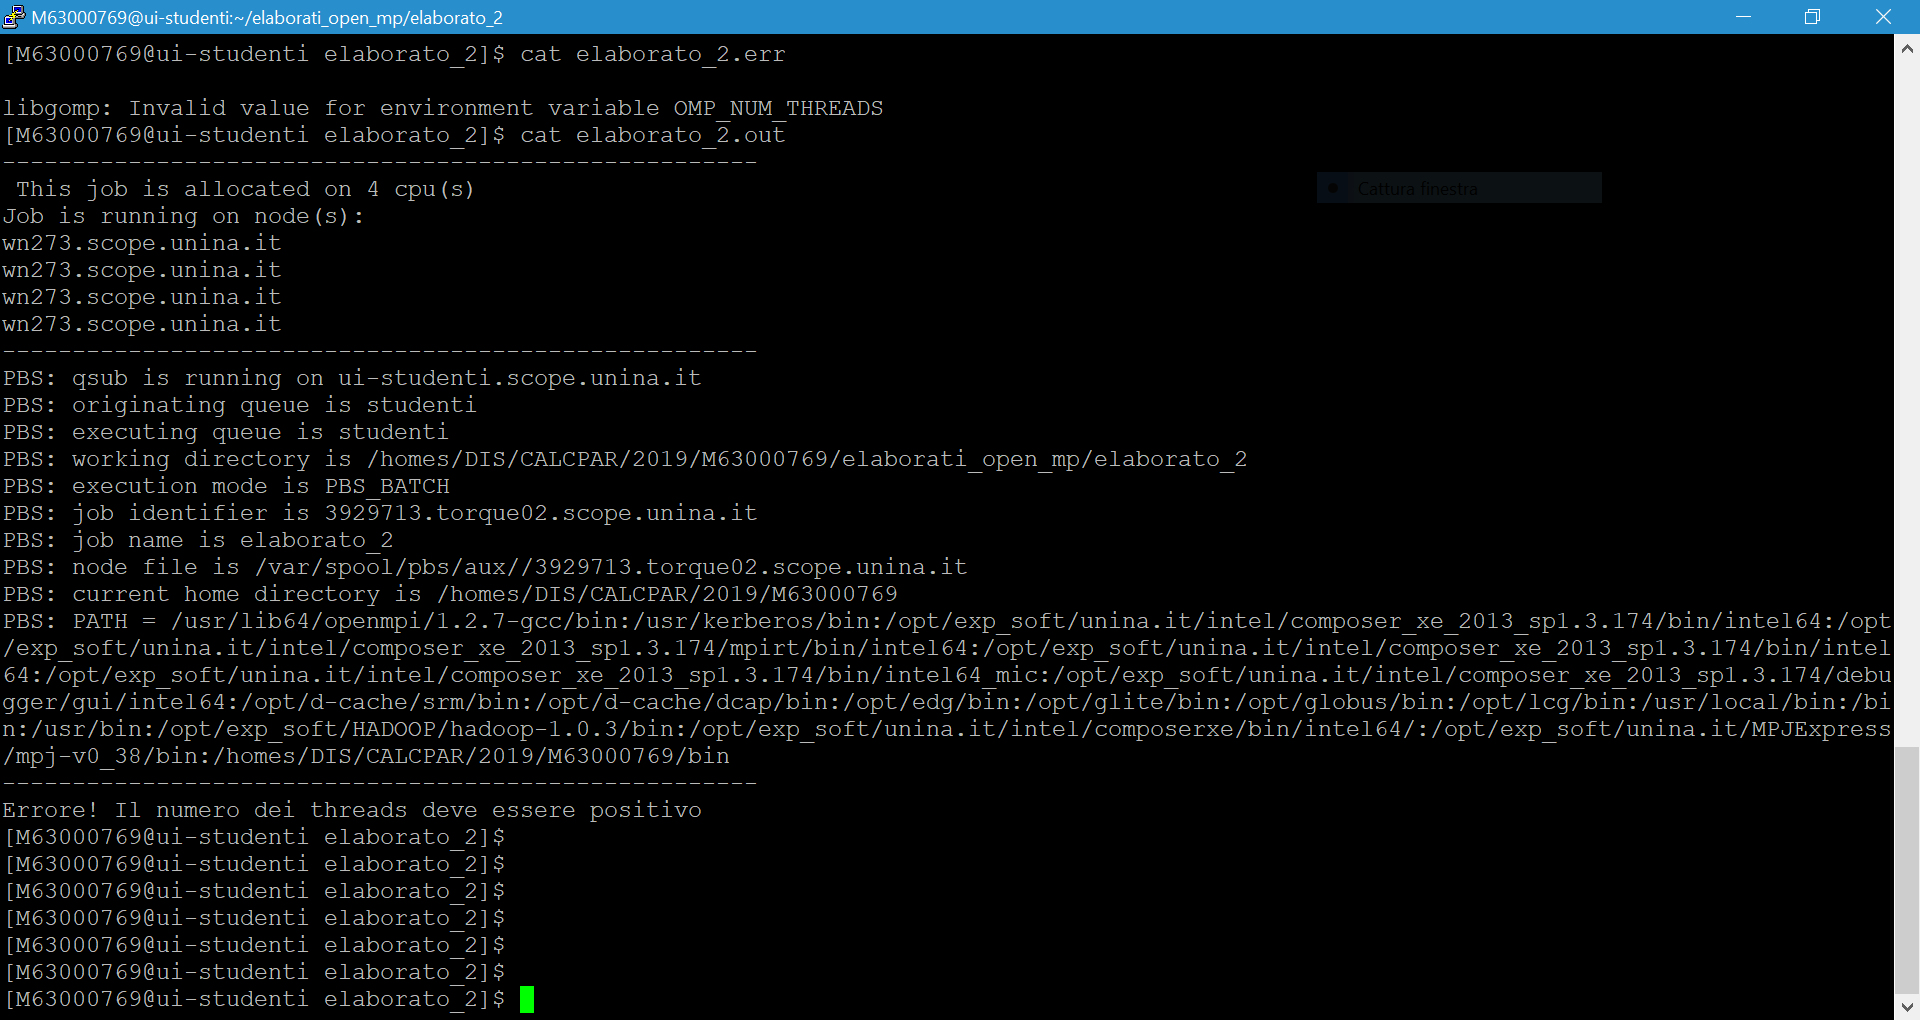 M63000769@ui-studenti:~/elaborati_open_mp/elaborato_2
[M63000769@ui-studenti elaborato_2]$ cat elaborato_2.err
libgomp: Invalid value for environment variable OMP_NUM_THREADS
[M63000769@ui-studenti elaborato_2]$ cat elaborato_2.out
------------------------------------------------------
This job is allocated on 4 cpu(s)
Cattura finestra
Job is running on node(s):
wn273.scope.unina.it
wn273.scope.unina.it
wn273.scope.unina.it
wn273.scope.unina.it
------------------------------------------------------
PBS: qsub is running on ui-studenti.scope.unina.it
PBS: originating queue is studenti
PBS: executing queue is studenti
PBS: working directory is /homes/DIS/CALCPAR/2019/M63000769/elaborati_open_mp/elaborato_2
PBS: execution mode is PBS_BATCH
PBS: job identifier is 3929713.torque02.scope.unina.it
PBS: job name is elaborato_2
PBS: node file is /var/spool/pbs/aux//3929713.torque02.scope.unina.it
PBS: current home directory is /homes/DIS/CALCPAR/2019/M63000769
PBS: PATH = /usr/lib64/openmpi/1.2.7-gcc/bin:/usr/kerberos/bin:/opt/exp_soft/unina.it/intel/composer_xe_2013_sp1.3.174/bin/intel64:/opt
/exp_soft/unina.it/intel/composer_xe_2013_sp1.3.174/mpirt/bin/intel64:/opt/exp_soft/unina.it/intel/composer_xe_2013_sp1.3.174/bin/intel
64:/opt/exp_soft/unina.it/intel/composer_xe_2013_sp1.3.174/bin/intel64_mic:/opt/exp_soft/unina.it/intel/composer_xe_2013_sp1.3.174/debu
gger/gui/intel64:/opt/d-cache/srm/bin:/opt/d-cache/dcap/bin:/opt/edg/bin:/opt/glite/bin:/opt/globus/bin:/opt/lcg/bin:/usr/local/bin:/bi
n:/usr/bin:/opt/exp_soft/HADOOP/hadoop-1.0.3/bin:/opt/exp_soft/unina.it/intel/composerxe/bin/intel64/:/opt/exp_soft/unina.it/MPJExpress
/mpj-v0_38/bin:/homes/DIS/CALCPAR/2019/M63000769/bin
------------------------------------------------------
Errore! Il numero dei threads deve essere positivo
[M63000769@ui-studenti elaborato_2]$
[M63000769@ui-studenti elaborato_2]$
[M63000769@ui-studenti elaborato_2]$
[M63000769@ui-studenti elaborato_2]$
[M63000769@ui-studenti elaborato_2]$
[M63000769@ui-studenti elaborato_2]$
[M63000769@ui-studenti elaborato_2]$